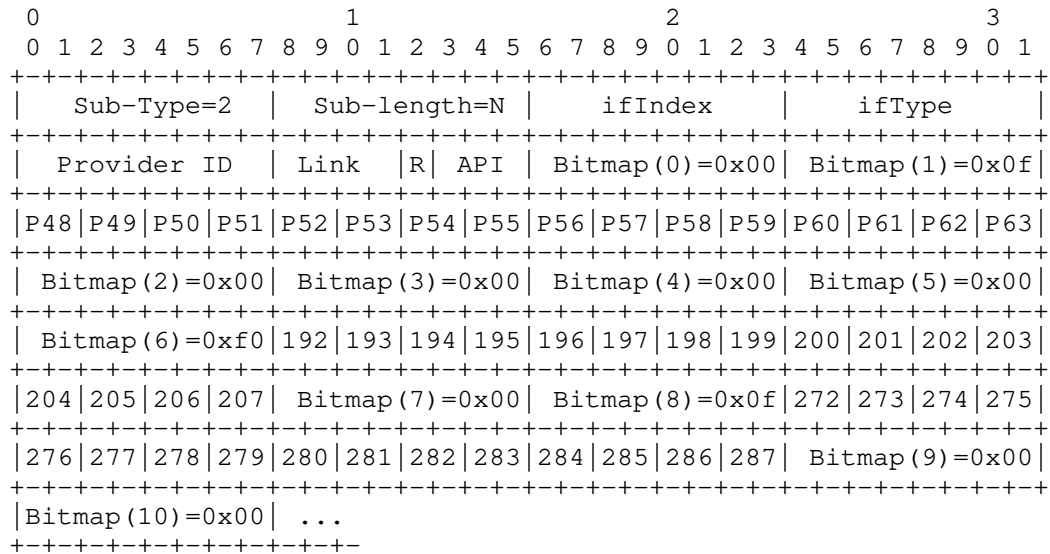 0                   1                   2                   3
 0 1 2 3 4 5 6 7 8 9 0 1 2 3 4 5 6 7 8 9 0 1 2 3 4 5 6 7 8 9 0 1
+-+-+-+-+-+-+-+-+-+-+-+-+-+-+-+-+-+-+-+-+-+-+-+-+-+-+-+-+-+-+-+-+
|   Sub-Type=2  |  Sub-length=N |    ifIndex    |    ifType     |
+-+-+-+-+-+-+-+-+-+-+-+-+-+-+-+-+-+-+-+-+-+-+-+-+-+-+-+-+-+-+-+-+
|  Provider ID  | Link  |R| API | Bitmap(0)=0x00| Bitmap(1)=0x0f|
+-+-+-+-+-+-+-+-+-+-+-+-+-+-+-+-+-+-+-+-+-+-+-+-+-+-+-+-+-+-+-+-+
|P48|P49|P50|P51|P52|P53|P54|P55|P56|P57|P58|P59|P60|P61|P62|P63|
+-+-+-+-+-+-+-+-+-+-+-+-+-+-+-+-+-+-+-+-+-+-+-+-+-+-+-+-+-+-+-+-+
| Bitmap(2)=0x00| Bitmap(3)=0x00| Bitmap(4)=0x00| Bitmap(5)=0x00|
+-+-+-+-+-+-+-+-+-+-+-+-+-+-+-+-+-+-+-+-+-+-+-+-+-+-+-+-+-+-+-+-+
| Bitmap(6)=0xf0|192|193|194|195|196|197|198|199|200|201|202|203|
+-+-+-+-+-+-+-+-+-+-+-+-+-+-+-+-+-+-+-+-+-+-+-+-+-+-+-+-+-+-+-+-+
|204|205|206|207| Bitmap(7)=0x00| Bitmap(8)=0x0f|272|273|274|275|
+-+-+-+-+-+-+-+-+-+-+-+-+-+-+-+-+-+-+-+-+-+-+-+-+-+-+-+-+-+-+-+-+
|276|277|278|279|280|281|282|283|284|285|286|287| Bitmap(9)=0x00|
+-+-+-+-+-+-+-+-+-+-+-+-+-+-+-+-+-+-+-+-+-+-+-+-+-+-+-+-+-+-+-+-+
|Bitmap(10)=0x00| ...
+-+-+-+-+-+-+-+-+-+-+-